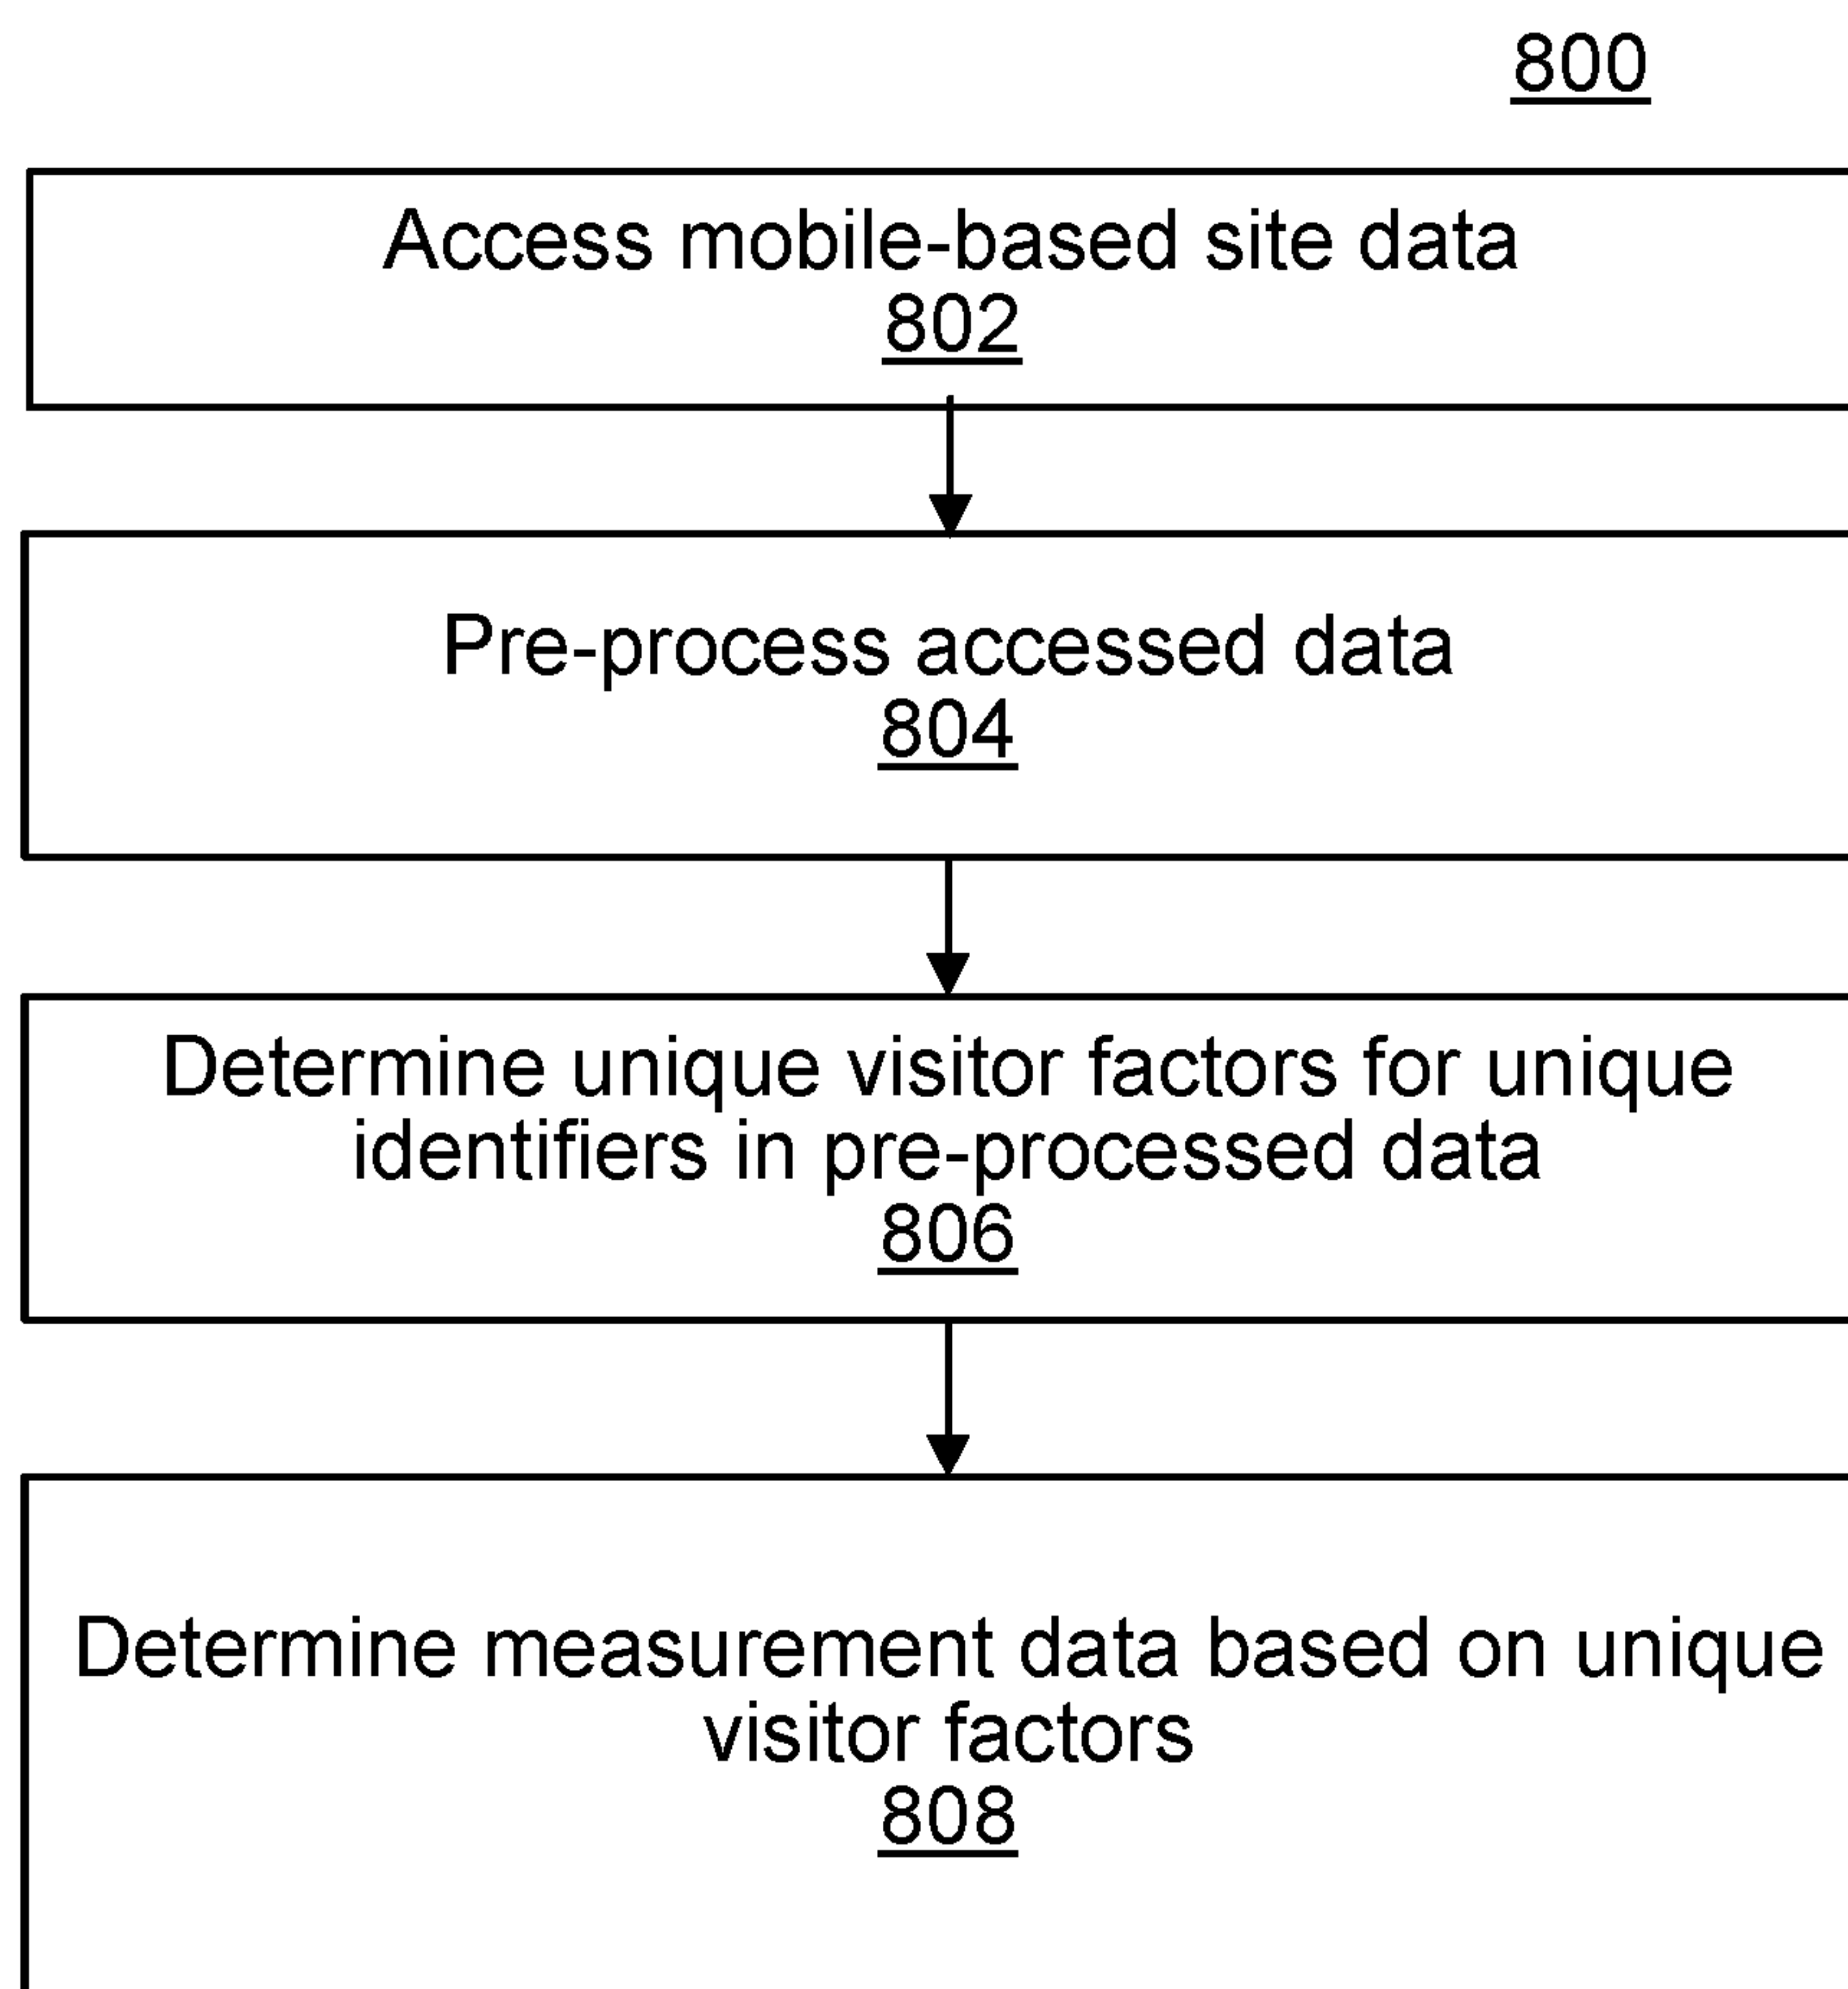 800
Access mobile-based site data
802
Pre-process accessed data
804
Determine unique visitor factors for unique
identifiers in pre-processed data
806
Determine measurement data based on unique
visitor factors
808